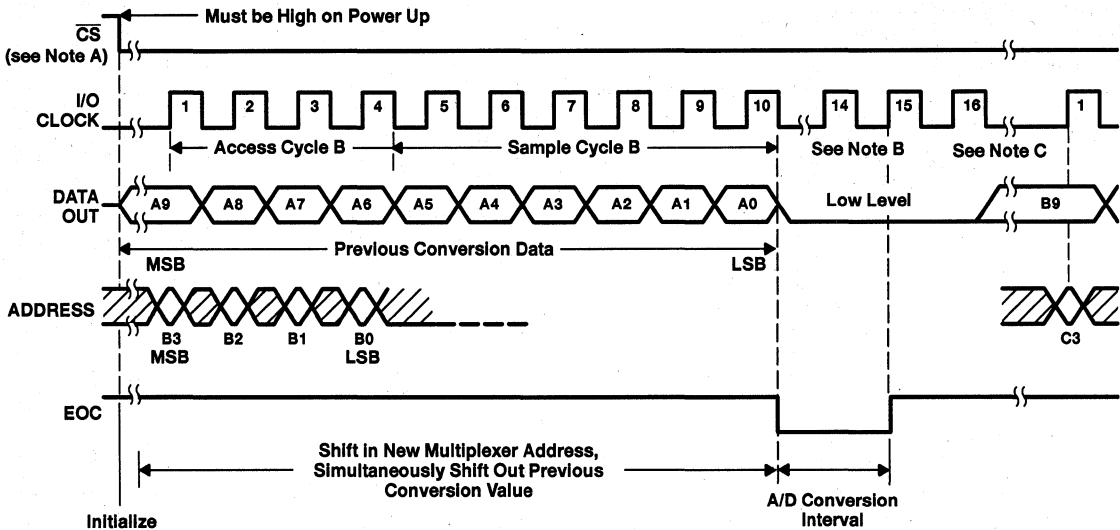 Must be High on Power Up
CS
(see Note A)
I/O
CLOCK
1 2 3 4 5 6 7 8 9 10 14 15 16 1
Access Cycle B Sample Cycle B See Note B See Note C
DATA
OUT
A9 A8 A7 A6 A5 A4 A3 A2 A1 A0 Low Level B9
Previous Conversion Data
MSB LSB
ADDRESS
B3 B2 B1 B0 C3
MSB LSB
EOC
Shift in New Multiplexer Address,
Simultaneously Shift Out Previous
Conversion Value
A/D Conversion
Interval
Initialize